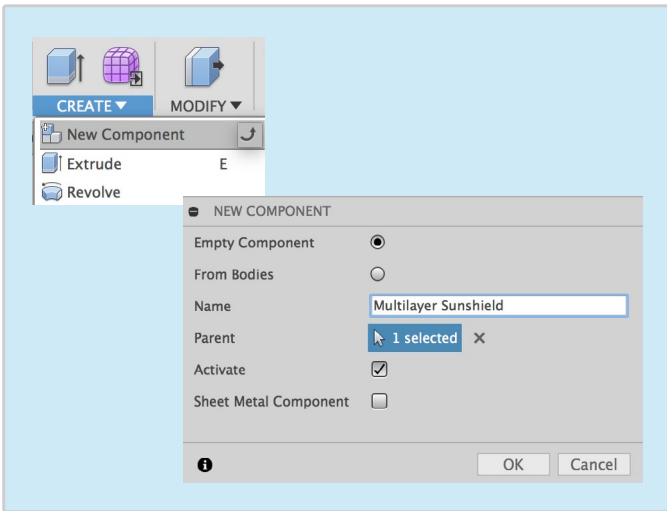 CREATE ▼ MODIFY ▼
New Component
Extrude E
Revolve
NEW COMPONENT
Empty Component
From Bodies
Name Multilayer Sunshield
Parent 1 selected
Activate
Sheet Metal Component
OK Cancel